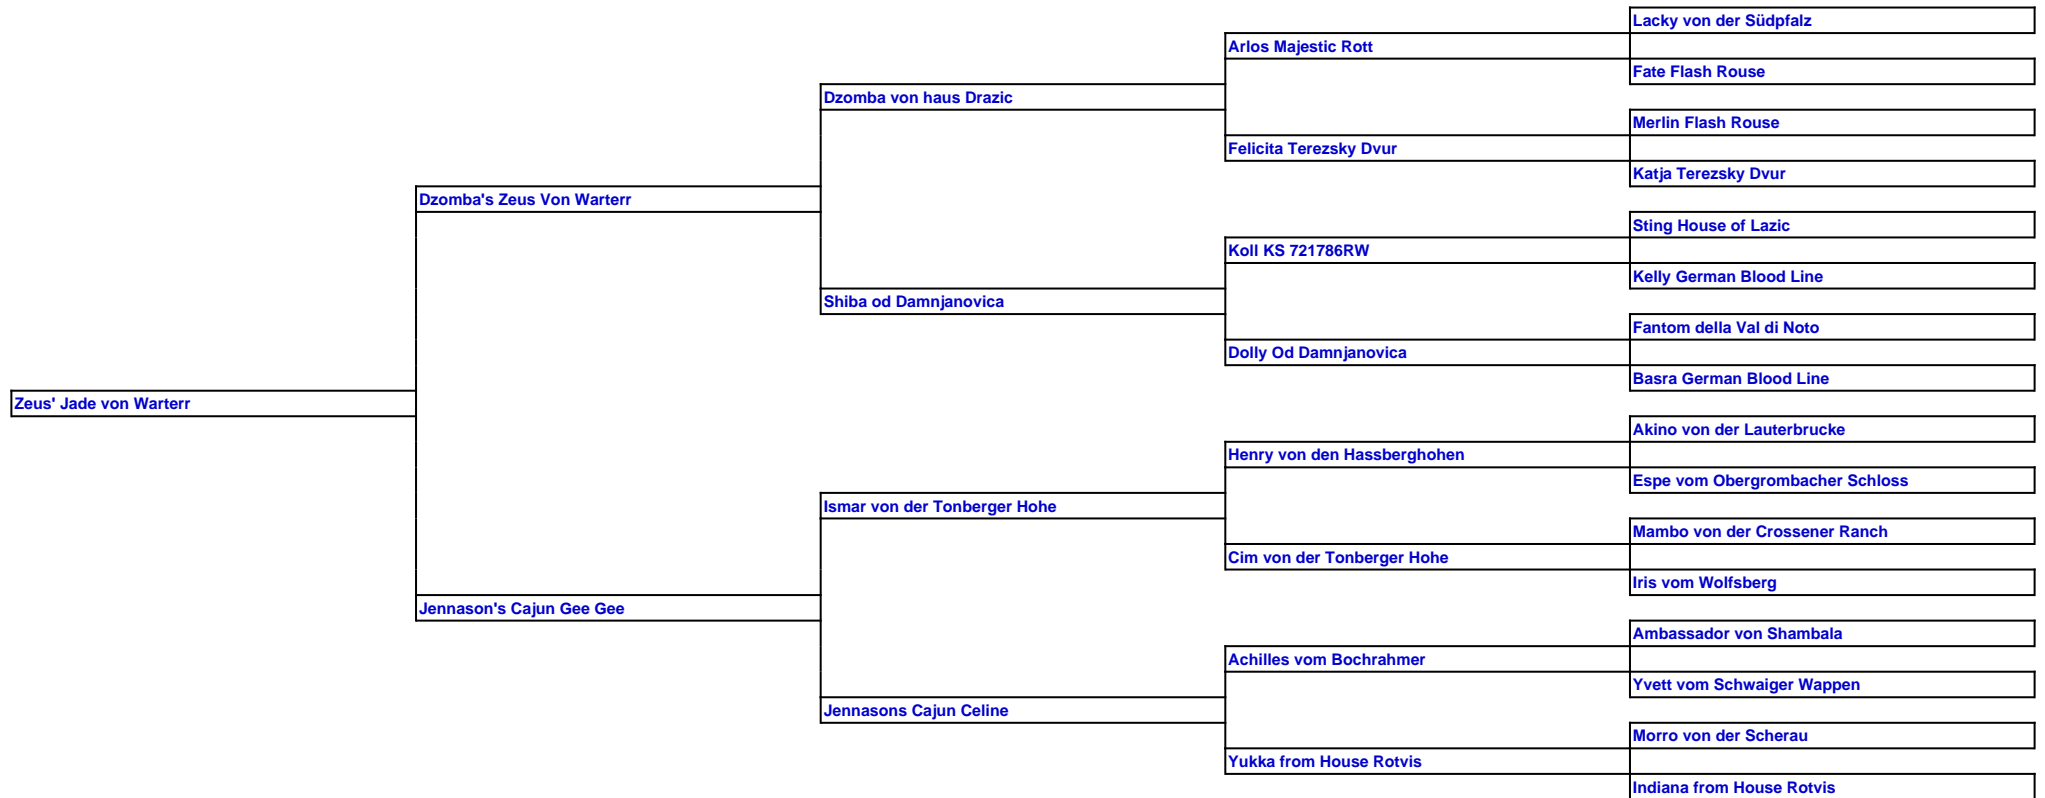 Lacky von der Südpfalz
Arlos Majestic Rott
Fate Flash Rouse
Dzomba von haus Drazic
Merlin Flash Rouse
Felicita Terezsky Dvur
Katja Terezsky Dvur
Dzomba's Zeus Von Warterr
Sting House of Lazic
Koll KS 721786RW
Kelly German Blood Line
Shiba od Damnjanovica
Fantom della Val di Noto
Dolly Od Damnjanovica
Basra German Blood Line
Zeus' Jade von Warterr
Akino von der Lauterbrucke
Henry von den Hassberghohen
Espe vom Obergrombacher Schloss
Ismar von der Tonberger Hohe
Mambo von der Crossener Ranch
Cim von der Tonberger Hohe
Iris vom Wolfsberg
Jennason's Cajun Gee Gee
Ambassador von Shambala
Achilles vom Bochrahmer
Yvett vom Schwaiger Wappen
Jennasons Cajun Celine
Morro von der Scherau
Yukka from House Rotvis
Indiana from House Rotvis